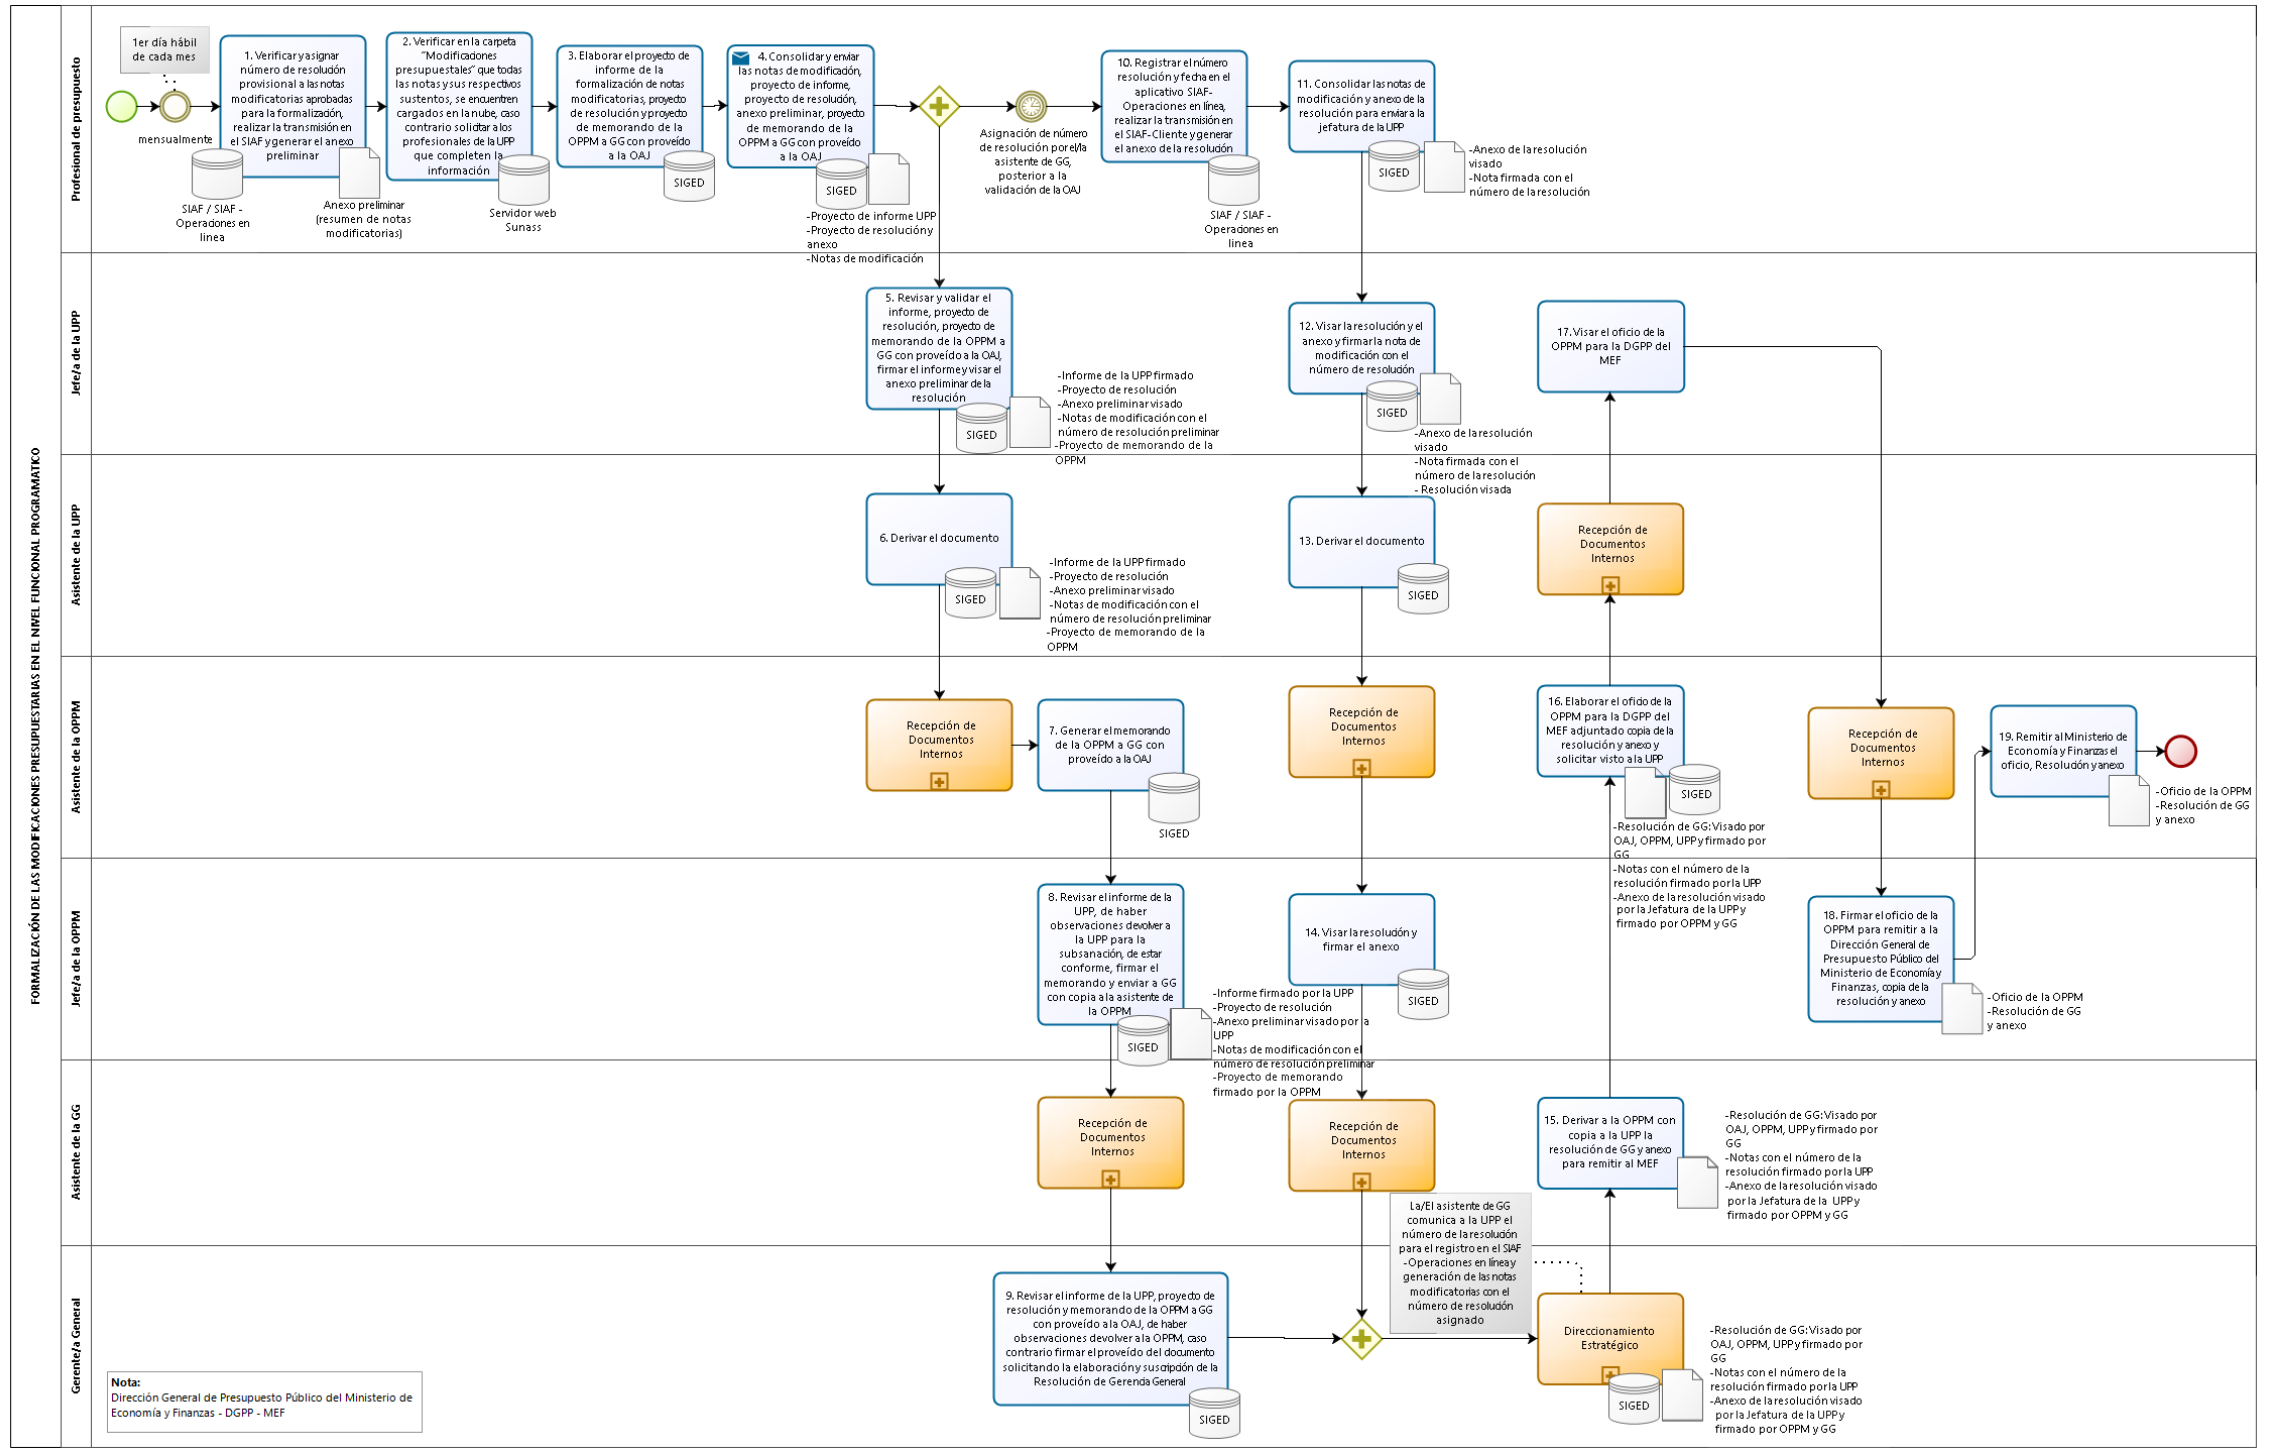 FORMALIZACIÓN DE LAS MODIFICACIONES PRESUPUESTARIAS EN EL NIVEL FUNCIONAL PROGRAMÁTICO
Profesional de presupuesto
1er día hábil
de cada mes
mensualmente
1. Verificar y asignar
número de resolución
provisional a las notas
modificatorias aprobadas
para la formalización,
realizar la transmisión en
el SIAF y generar el anexo
preliminar
SIAF / SIAF -
Operaciones en
linea
Anexo preliminar
(resumen de notas
modificatorias)
2. Verificar en la carpeta
“Modificaciones
presupuestales” que todas
las notas y sus respectivos
sustentos, se encuentren
cargados en la nube, caso
contrario solicitar a los
profesionales de la UPP
que completen la
información
Servidor web
Sunass
3. Elaborar el proyecto de
informe de la
formalización de notas
modificatorias, proyecto
de resolución y proyecto
de memorando de la
OPPM a GG con proveído
a la OAJ
SIGED
4. Consolidar y enviar
las notas de modificación,
proyecto de informe,
proyecto de resolución,
anexo preliminar, proyecto
de memorando de la
OPPM a GG con proveído
a la OAJ
SIGED
-Proyecto de informe UPP
-Proyecto de resolución y
anexo
-Notas de modificación
Asignación de número
de resolución por el/la
asistente de GG,
posterior a la
validación de la OAJ
10. Registrar el número
resolución y fecha en el
aplicativo SIAF-
Operaciones en línea,
realizar la transmisión en
el SIAF-Cliente y generar
el anexo de la resolución
SIAF / SIAF -
Operaciones en
linea
11. Consolidar las notas de
modificación y anexo de la
resolución para enviar a la
jefatura de la UPP
SIGED
-Anexo de la resolución
visado
-Nota firmada con el
número de la resolución
Jefe/a de la UPP
5. Revisar y validar el
informe, proyecto de
resolución, proyecto de
memorando de la OPPM a
GG con proveído a la OAJ,
firmar el informe y visar el
anexo preliminar de la
resolución
SIGED
-Informe de la UPP firmado
-Proyecto de resolución
-Anexo preliminar visado
-Notas de modificación con el
número de resolución preliminar
-Proyecto de memorando de la
OPPM
12. Visar la resolución y el
anexo y firmar la nota de
modificación con el
número de resolución
SIGED
-Anexo de la resolución
visado
-Nota firmada con el
número de la resolución
- Resolución visada
17. Visar el oficio de la
OPPM para la DGPP del
MEF
Asistente de la UPP
6. Derivar el documento
SIGED
-Informe de la UPP firmado
-Proyecto de resolución
-Anexo preliminar visado
-Notas de modificación con el
número de resolución preliminar
-Proyecto de memorando de la
OPPM
13. Derivar el documento
SIGED
Recepción de
Documentos
Internos
Asistente de la OPPM
Recepción de
Documentos
Internos
7. Generar el memorando
de la OPPM a GG con
proveído a la OAJ
SIGED
Recepción de
Documentos
Internos
16. Elaborar el oficio de la
OPPM para la DGPP del
MEF adjuntado copia de la
resolución y anexo y
solicitar visto a la UPP
SIGED
-Resolución de GG: Visado por
OAJ, OPPM, UPP y firmado por
GG
-Notas con el número de la
resolución firmado por la UPP
-Anexo de la resolución visado
por la Jefatura de la UPP y
firmado por OPPM y GG
Recepción de
Documentos
Internos
19. Remitir al Ministerio de
Economía y Finanzas el
oficio, Resolución y anexo
-Oficio de la OPPM
-Resolución de GG
y anexo
Jefe/a de la OPPM
8. Revisar el informe de la
UPP, de haber
observaciones devolver a
la UPP para la
subsanación, de estar
conforme, firmar el
memorando y enviar a GG
con copia a la asistente de
la OPPM
SIGED
-Informe firmado por la UPP
-Proyecto de resolución
-Anexo preliminar visado por la
UPP
-Notas de modificación con el
número de resolución preliminar
-Proyecto de memorando
firmado por la OPPM
14. Visar la resolución y
firmar el anexo
SIGED
18. Firmar el oficio de la
OPPM para remitir a la
Dirección General de
Presupuesto Público del
Ministerio de Economía y
Finanzas, copia de la
resolución y anexo
-Oficio de la OPPM
-Resolución de GG
y anexo
Asistente de la GG
Recepción de
Documentos
Internos
Recepción de
Documentos
Internos
15. Derivar a la OPPM con
copia a la UPP la
resolución de GG y anexo
para remitir al MEF
-Resolución de GG: Visado por
OAJ, OPPM, UPP y firmado por
GG
-Notas con el número de la
resolución firmado por la UPP
-Anexo de la resolución visado
por la Jefatura de la UPP y
firmado por OPPM y GG
Gerente/a General
9. Revisar el informe de la UPP, proyecto de
resolución y memorando de la OPPM a GG
con proveído a la OAJ, de haber
observaciones devolver a la OPPM, caso
contrario firmar el proveído del documento
solicitando la elaboración y suscripción de la
Resolución de Gerencia General
SIGED
La/El asistente de GG
comunica a la UPP el
número de la resolución
para el registro en el SIAF
-Operaciones en línea y
generación de las notas
modificatorias con el
número de resolución
asignado
Direccionamiento
Estratégico
SIGED
-Resolución de GG: Visado por
OAJ, OPPM, UPP y firmado por
GG
-Notas con el número de la
resolución firmado por la UPP
-Anexo de la resolución visado
por la Jefatura de la UPP y
firmado por OPPM y GG
Nota:
Dirección General de Presupuesto Público del Ministerio de
Economía y Finanzas - DGPP - MEF